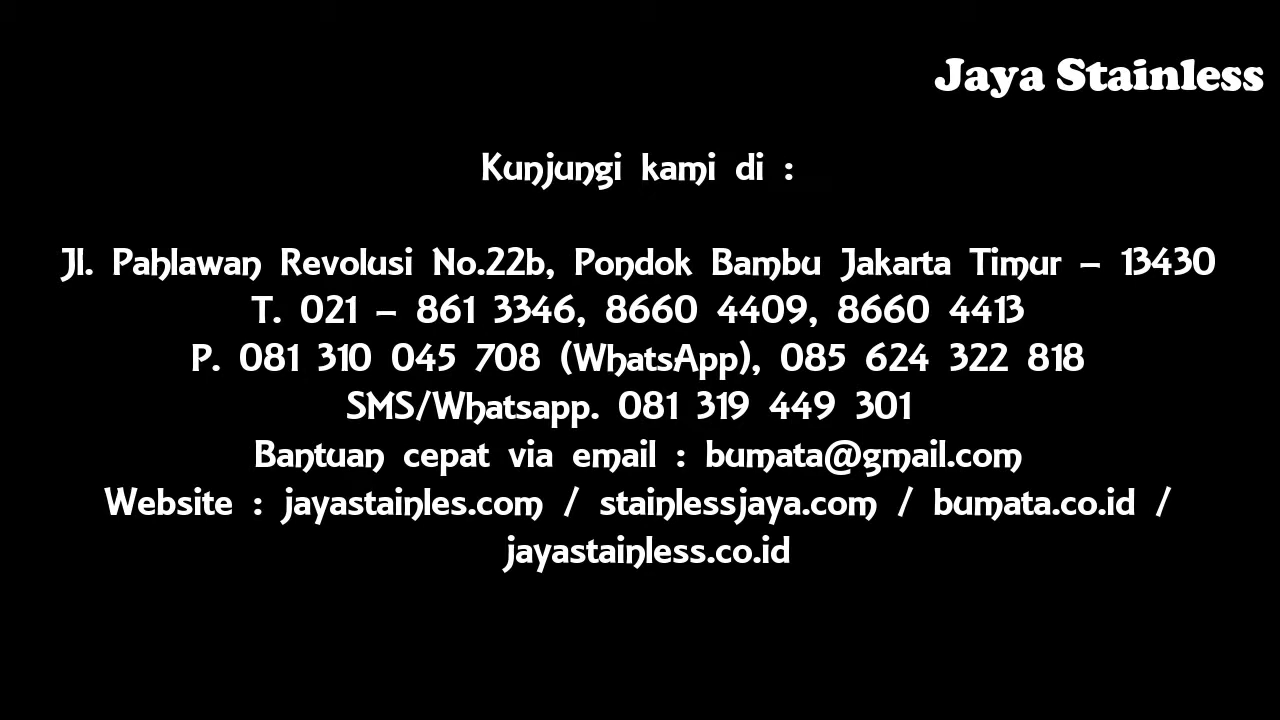 Jaya Stainless
Kunjungi kami di :
Jl. Pahlawan Revolusi No.22b, Pondok Bambu Jakarta Timur – 13430
T. 021 – 861 3346, 8660 4409, 8660 4413
P. 081 310 045 708 (WhatsApp), 085 624 322 818
SMS/Whatsapp. 081 319 449 301
Bantuan cepat via email : bumata@gmail.com
Website : jayastainles.com / stainlessjaya.com / bumata.co.id /
jayastainless.co.id